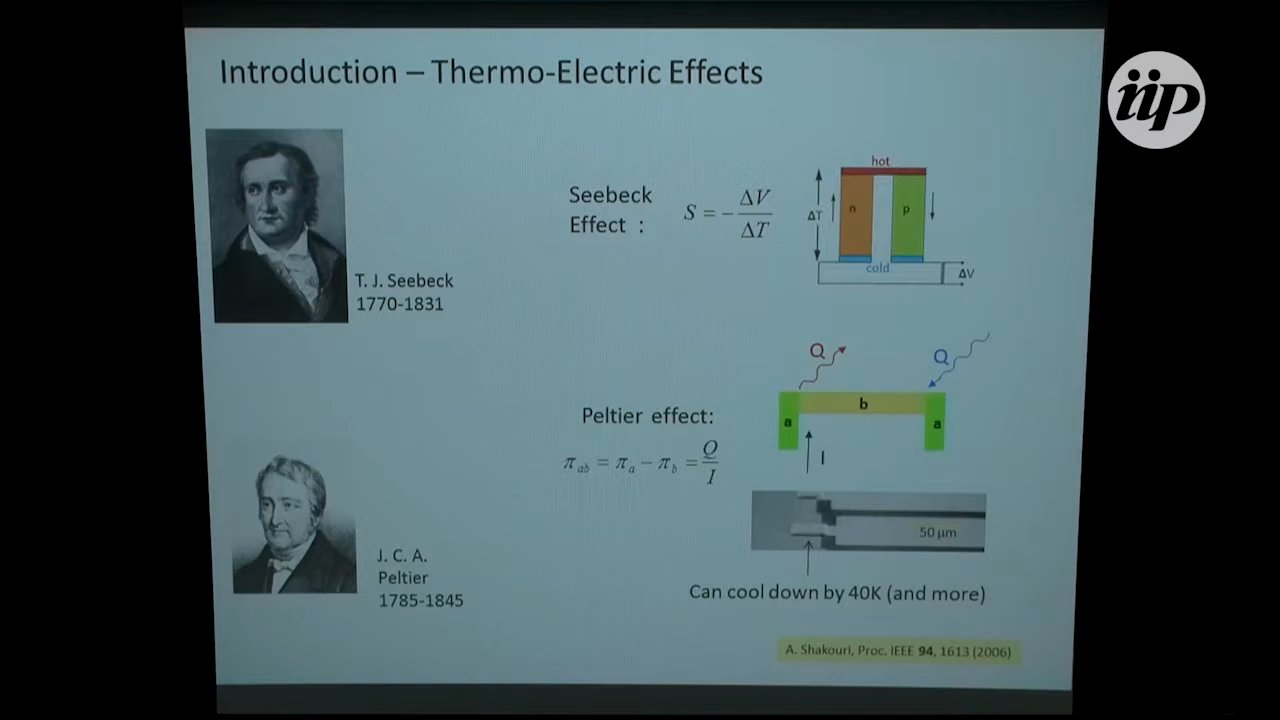 Introduction – Thermo-Electric Effects
iip
T. J. Seebeck
1770-1831
Seebeck
Effect :
S = − ΔV / ΔT
hot
ΔT
n
p
cold
ΔV
J. C. A.
Peltier
1785-1845
Peltier effect:
π_ab = π_a − π_b = Q / I
Q
Q
a
b
a
I
50 μm
Can cool down by 40K (and more)
A. Shakouri, Proc. IEEE 94, 1613 (2006)